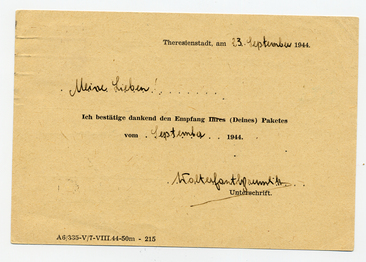 Theresienstadt, am 23. September 1944.
Meine Lieben!
Ich bestätige dankend den Empfang Ihres (Deines) Paketes
vom September 1944.
Unterschrift.
A6/335-V/7-VIII.44-50m - 215